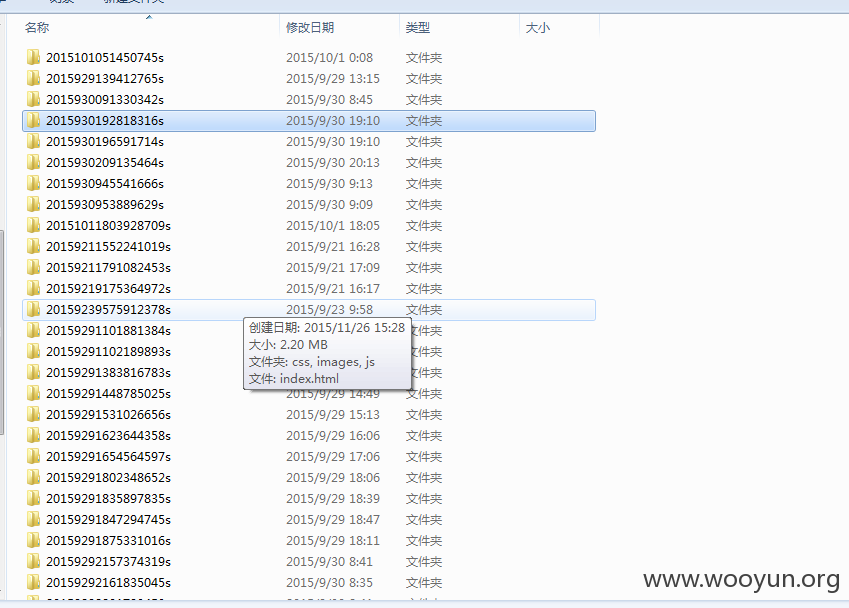 名称 修改日期 类型 大小
2015101051450745s 2015/10/1 0:08 文件夹
2015929139412765s 2015/9/29 13:15 文件夹
2015930091330342s 2015/9/30 8:45 文件夹
2015930192818316s 2015/9/30 19:10 文件夹
2015930196591714s 2015/9/30 19:10 文件夹
2015930209135464s 2015/9/30 20:13 文件夹
2015930945541666s 2015/9/30 9:13 文件夹
2015930953889629s 2015/9/30 9:09 文件夹
20151011803928709s 2015/10/1 18:05 文件夹
20159211552241019s 2015/9/21 16:28 文件夹
20159211791082453s 2015/9/21 17:09 文件夹
20159219175364972s 2015/9/21 16:17 文件夹
20159239575912378s 2015/9/23 9:58 文件夹
创建日期: 2015/11/26 15:28
大小: 2.20 MB
文件夹: css, images, js
文件: index.html
20159291101881384s 文件夹
20159291102189893s 文件夹
20159291383816783s 文件夹
20159291448785025s 2015/9/29 14:49 文件夹
20159291531026656s 2015/9/29 15:13 文件夹
20159291623644358s 2015/9/29 16:06 文件夹
20159291654564597s 2015/9/29 17:06 文件夹
20159291802348652s 2015/9/29 18:06 文件夹
20159291835897835s 2015/9/29 18:39 文件夹
20159291847294745s 2015/9/29 18:47 文件夹
20159291875331016s 2015/9/29 18:11 文件夹
20159292157374319s 2015/9/30 8:41 文件夹
20159292161835045s 2015/9/30 8:35 文件夹
www.wooyun.org